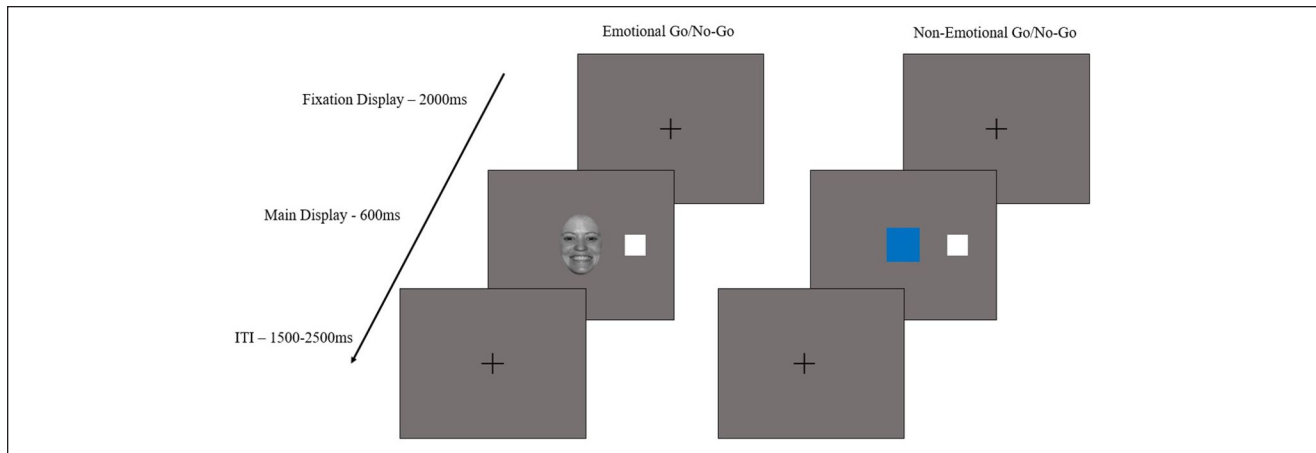 Emotional Go/No-Go
Non-Emotional Go/No-Go
Fixation Display – 2000ms
Main Display - 600ms
ITI – 1500-2500ms